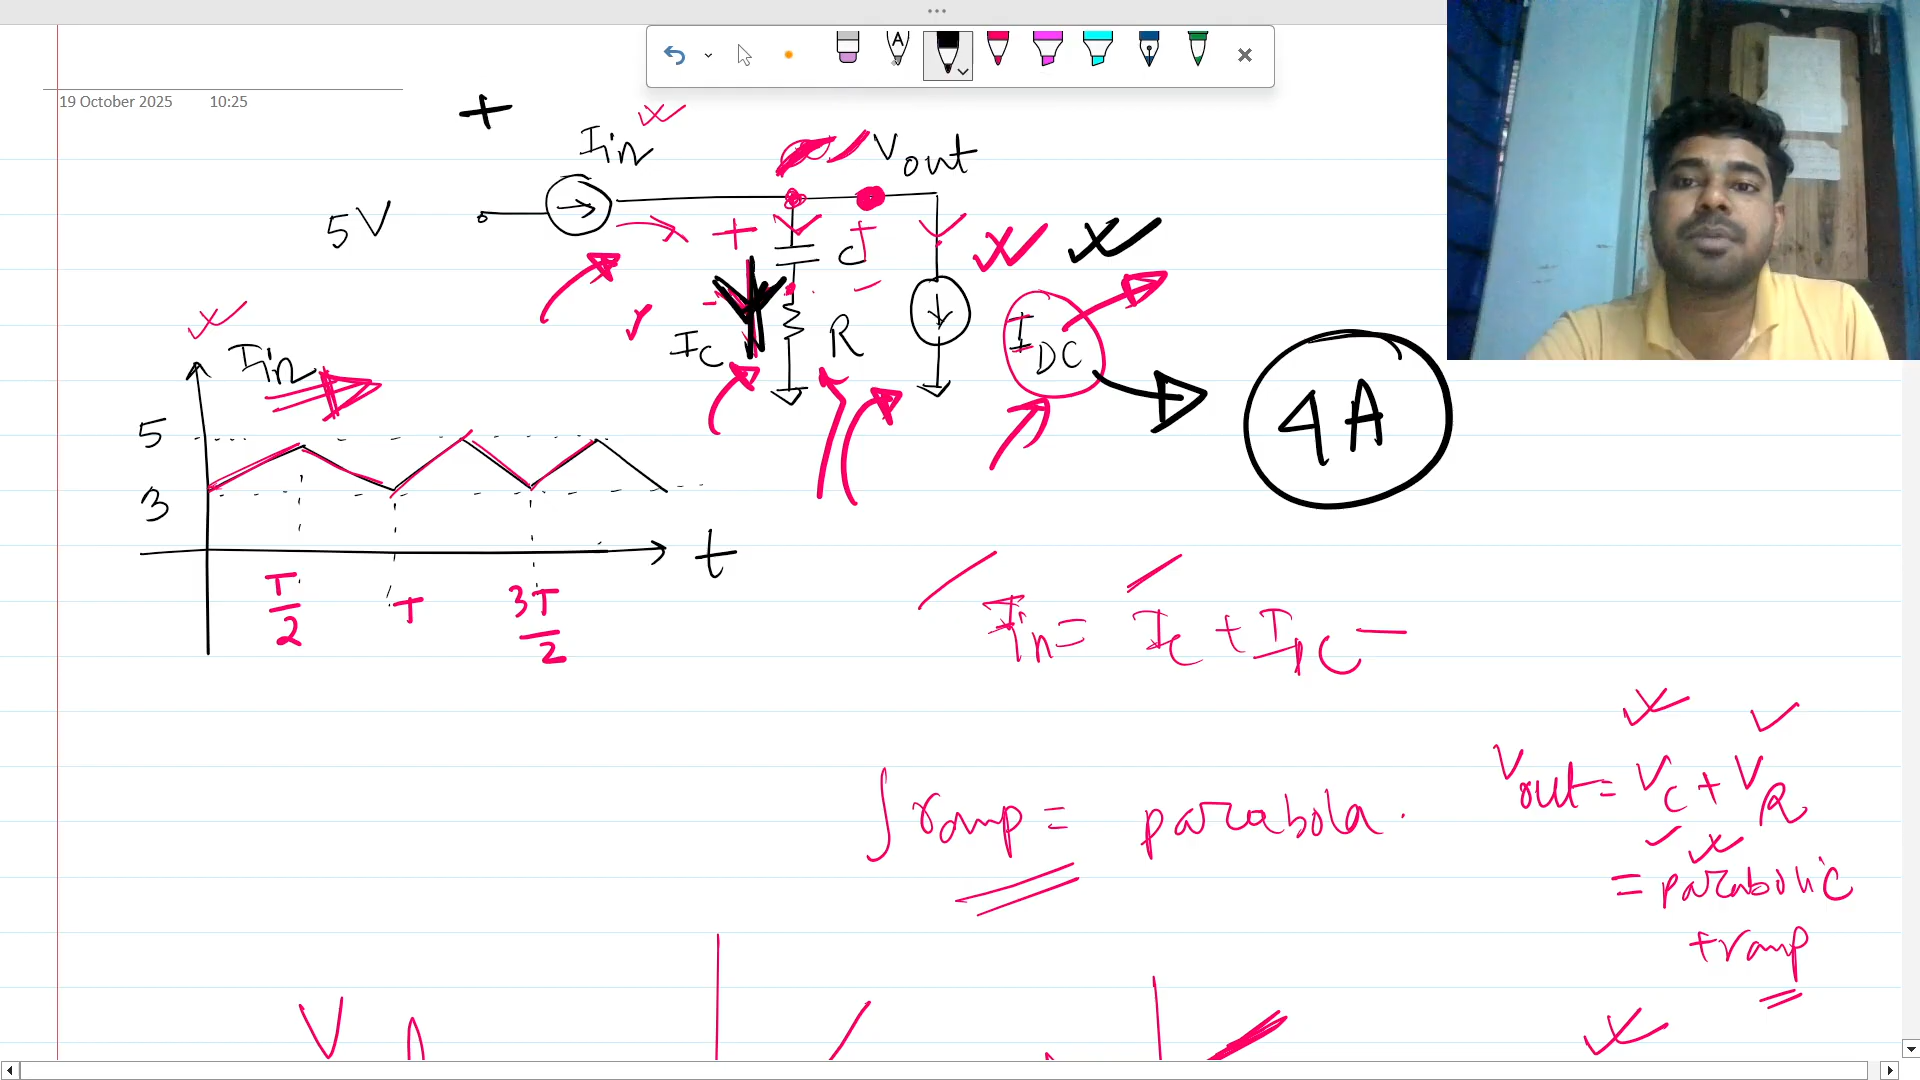 19 October 2025 10:25
+
Iin
Vout
5V
+
+
C
-
-
IC
R
IDC
4A
Iin
5
3
t
T/2
T
3T/2
Iin = IC + IDC
∫ramp = parabola.
Vout = VC + VR
= parabolic
+ ramp
V